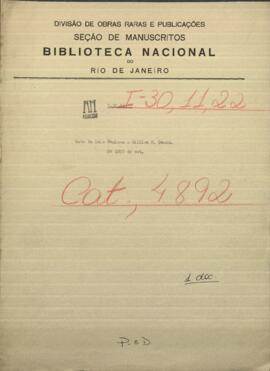 DIVISÃO DE OBRAS RARAS E PUBLICAÇÕES
SEÇÃO DE MANUSCRITOS
BIBLIOTECA NACIONAL
DO
RIO DE JANEIRO
I-30,11,22
de
Cat, 4892
1 doc.
P e D